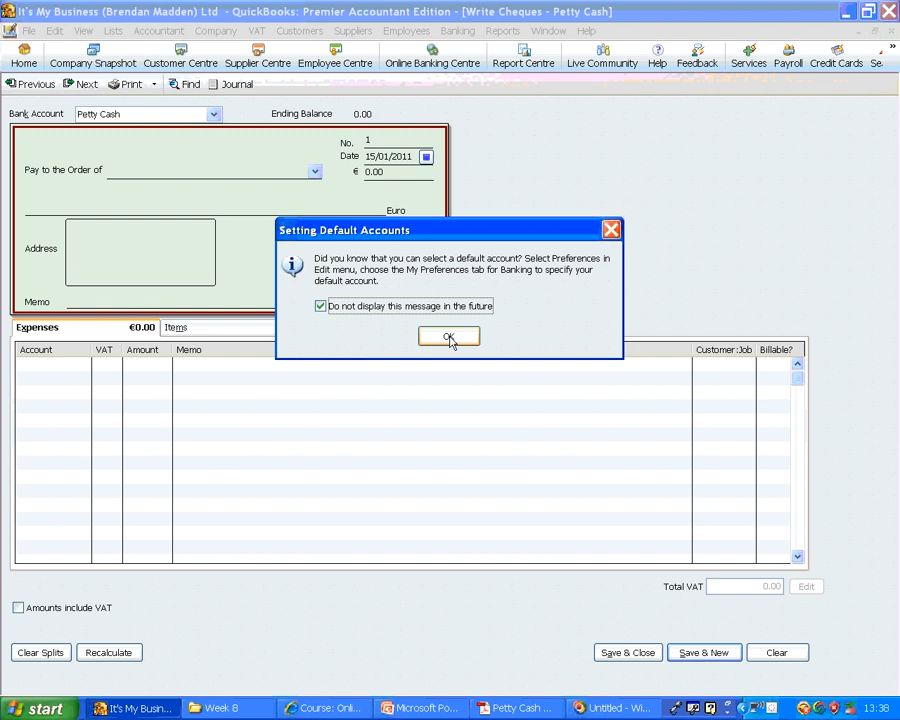 It's My Business (Brendan Madden) Ltd - QuickBooks: Premier Accountant Edition - [Write Cheques - Petty Cash]
File Edit View Lists Accountant Company VAT Customers Suppliers Employees Banking Reports Window Help
Home Company Snapshot Customer Centre Supplier Centre Employee Centre Online Banking Centre Report Centre Live Community Help Feedback Services Payroll Credit Cards Se.
Previous Next Print Find Journal
Bank Account Petty Cash Ending Balance 0.00
No. 1
Date 15/01/2011
Pay to the Order of € 0.00
Euro
Address
Memo
Setting Default Accounts
Did you know that you can select a default account? Select Preferences in
Edit menu, choose the My Preferences tab for Banking to specify your
default account.
Do not display this message in the future
OK
Expenses €0.00 Items
Account VAT Amount Memo Customer:Job Billable?
Total VAT 0.00 Edit
Amounts include VAT
Clear Splits Recalculate Save & Close Save & New Clear
start It's My Busin... Week 8 Course: Onli... Microsoft Po... Petty Cash ... Untitled - Wi... 13:38